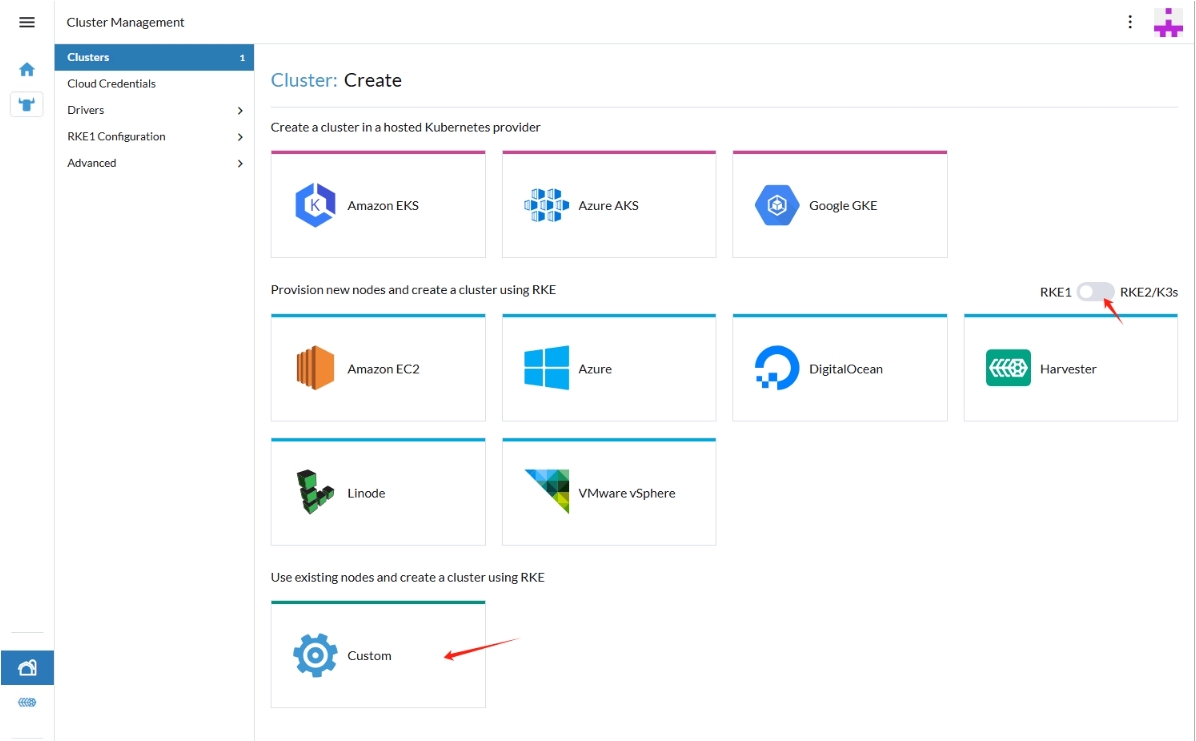 Cluster Management
Clusters 1
Cloud Credentials
Drivers
RKE1 Configuration
Advanced
Cluster: Create
Create a cluster in a hosted Kubernetes provider
K
Amazon EKS
Azure AKS
Google GKE
Provision new nodes and create a cluster using RKE
RKE1 RKE2/K3s
Amazon EC2
Azure
DigitalOcean
Harvester
Linode
VMware vSphere
Use existing nodes and create a cluster using RKE
Custom